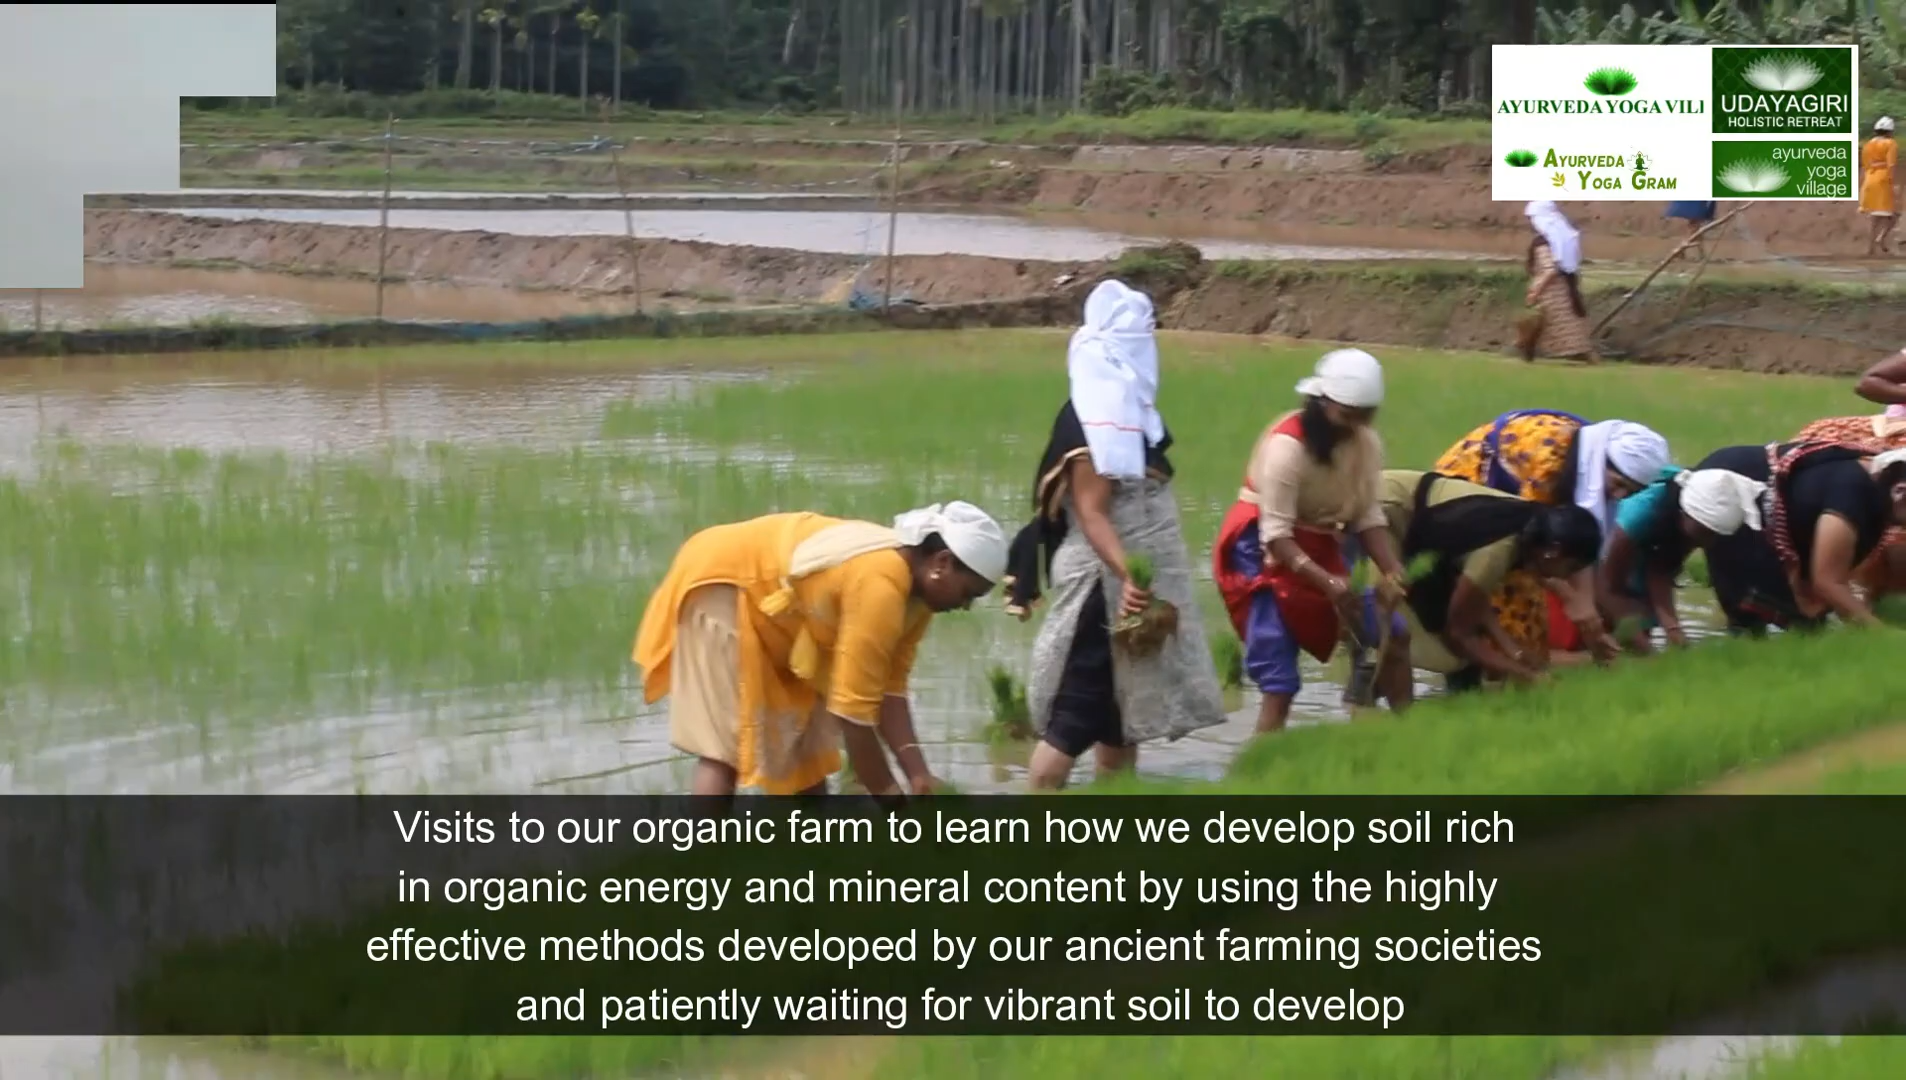 AYURVEDA YOGA VILI
UDAYAGIRI
HOLISTIC RETREAT
AYURVEDA
YOGA GRAM
ayurveda
yoga
village
Visits to our organic farm to learn how we develop soil rich
in organic energy and mineral content by using the highly
effective methods developed by our ancient farming societies
and patiently waiting for vibrant soil to develop